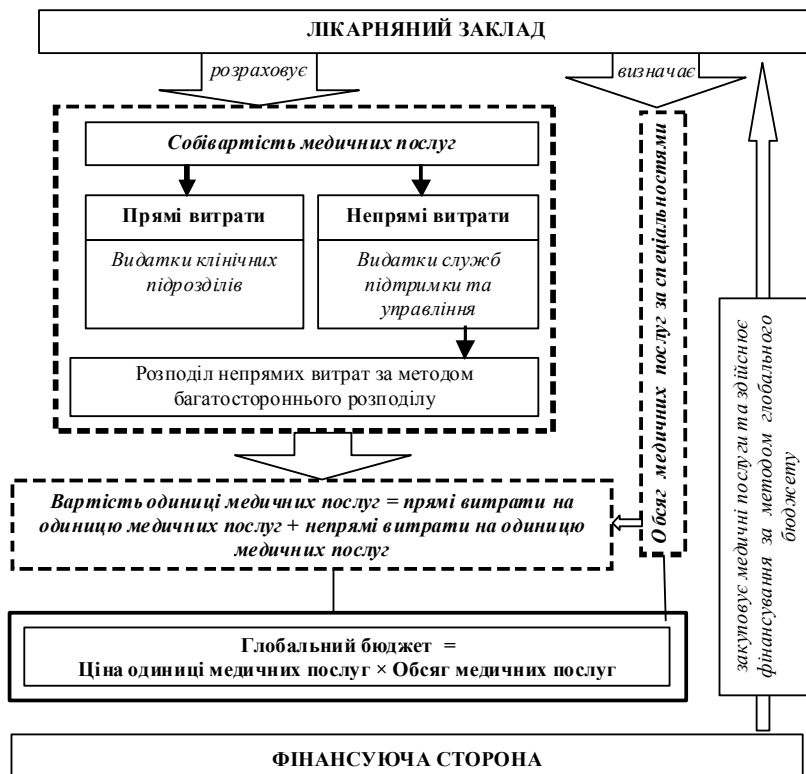 ЛІКАРНЯНИЙ ЗАКЛАД
розраховує
визначає
Собівартість медичних послуг
Прямі витрати
Видатки клінічних
підрозділів
Непрямі витрати
Видатки служб
підтримки та
управління
Розподіл непрямих витрат за методом
багатостороннього розподілу
Обсяг медичних послуг за спеціальностями
Вартість одиниці медичних послуг = прямі витрати на
одиницю медичних послуг + непрямі витрати на одиницю
медичних послуг
Глобальний бюджет =
Ціна одиниці медичних послуг × Обсяг медичних послуг
закуповує медичні послуги та здійснює
фінансування за методом глобального
бюджету
ФІНАНСУЮЧА СТОРОНА